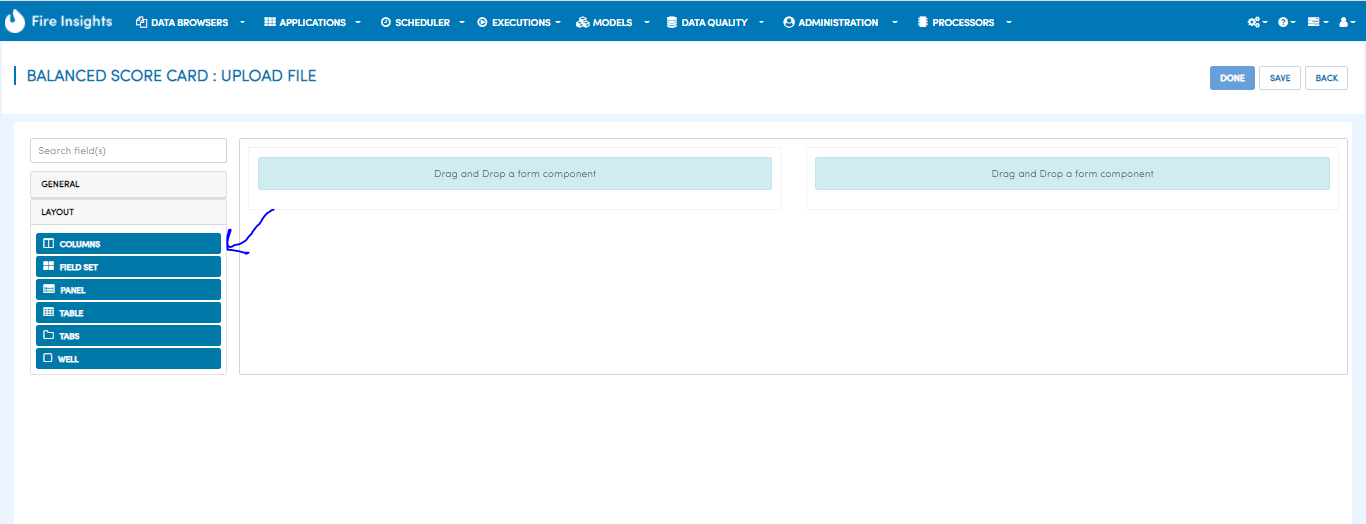 Fire Insights DATA BROWSERS APPLICATIONS SCHEDULER EXECUTIONS MODELS DATA QUALITY ADMINISTRATION PROCESSORS
BALANCED SCORE CARD : UPLOAD FILE
DONE SAVE BACK
Search field(s)
GENERAL
LAYOUT
COLUMNS
FIELD SET
PANEL
TABLE
TABS
WELL
Drag and Drop a form component
Drag and Drop a form component